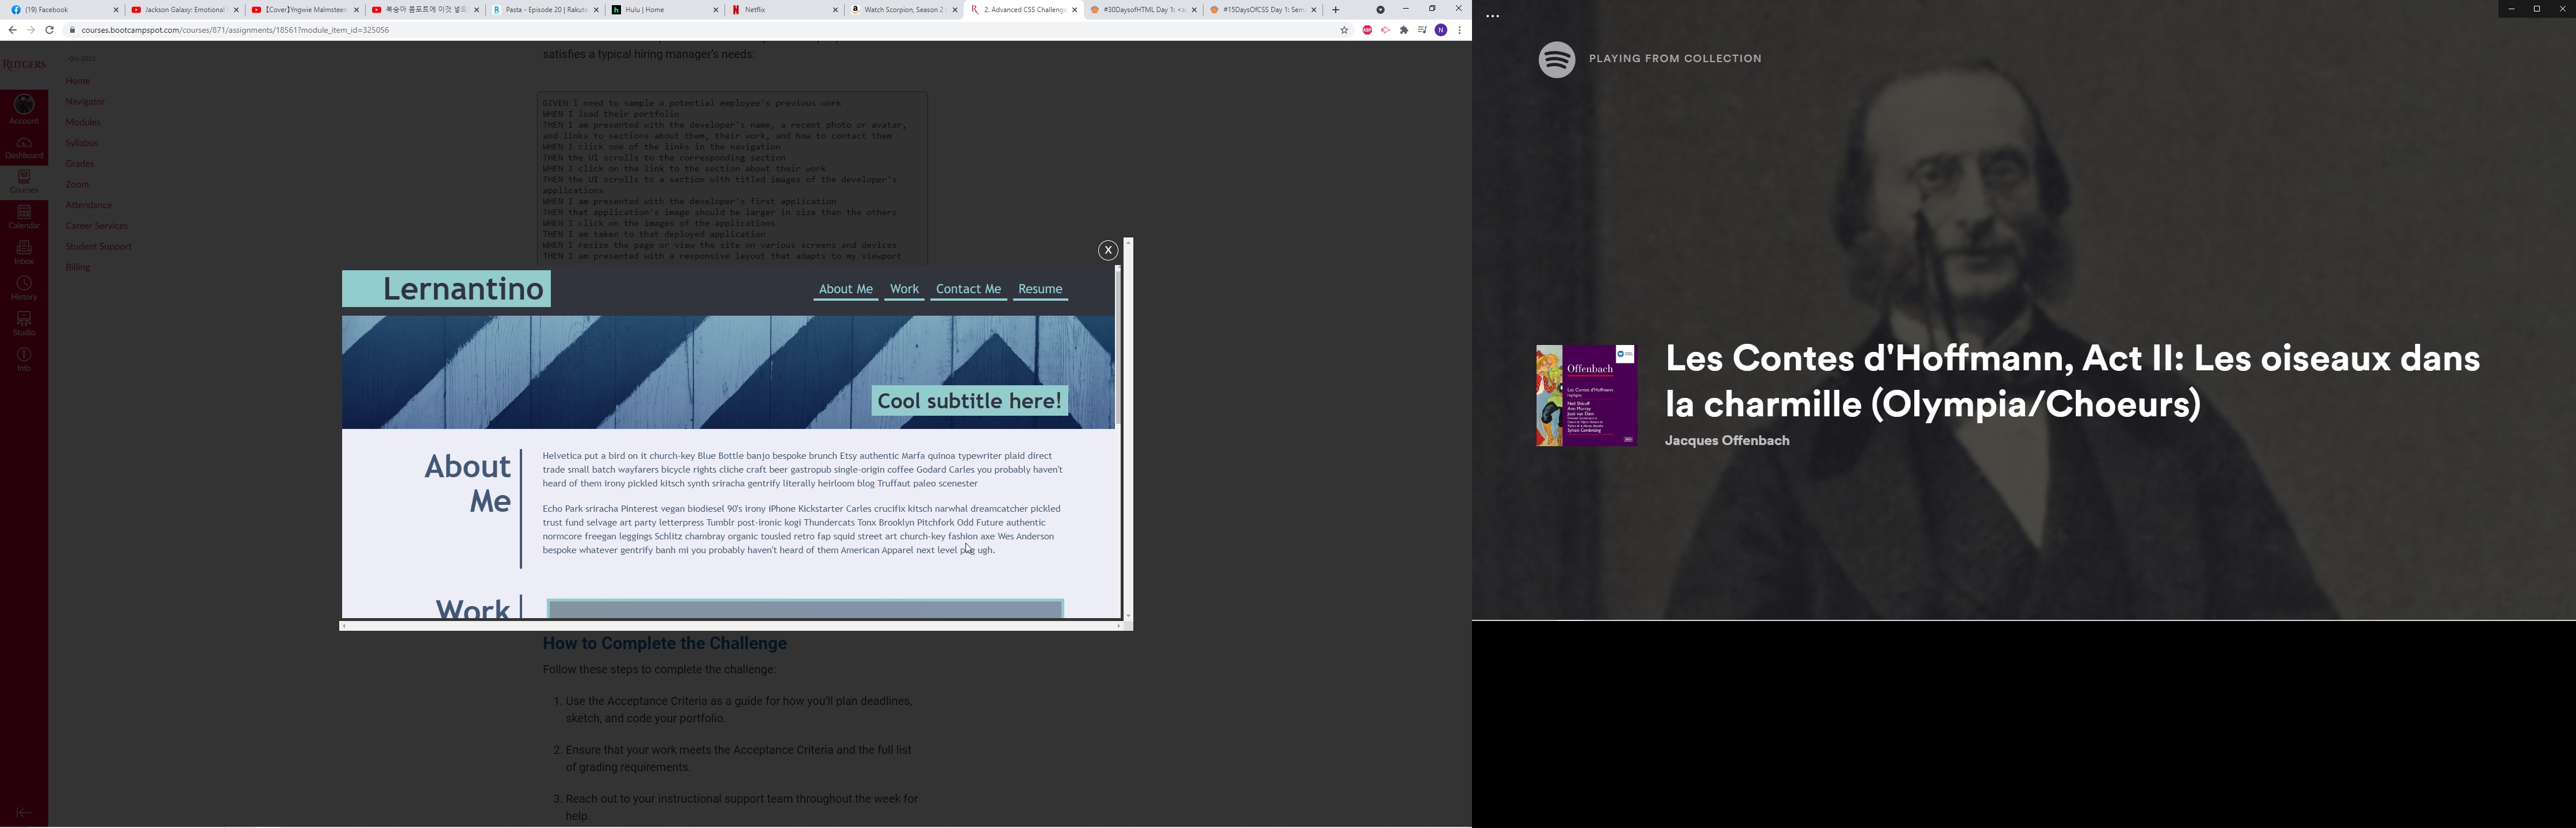 (19) Facebook
Jackson Galaxy: Emotional
【Cover】Yngwie Malmsteen
복숭아 콤포트에 이것 넣도
Pasta - Episode 20 | Rakute
Hulu | Home
Netflix
Watch Scorpion, Season 2 |
2. Advanced CSS Challenge
#30DaysofHTML Day 1:
#15DaysOfCSS Day 1: Sem
courses.bootcampspot.com/courses/871/assignments/18561?module_item_id=325056
ABP
N
RUTGERS
Account
Dashboard
Courses
Calendar
Inbox
History
Studio
Info
Oct-2021
Home
Navigator
Modules
Syllabus
Grades
Zoom
Attendance
Career Services
Student Support
Billing
satisfies a typical hiring manager's needs:
GIVEN I need to sample a potential employee's previous work
WHEN I load their portfolio
THEN I am presented with the developer's name, a recent photo or avatar,
and links to sections about them, their work, and how to contact them
WHEN I click one of the links in the navigation
THEN the UI scrolls to the corresponding section
WHEN I click on the link to the section about their work
THEN the UI scrolls to a section with titled images of the developer's
applications
WHEN I am presented with the developer's first application
THEN that application's image should be larger in size than the others
WHEN I click on the images of the applications
THEN I am taken to that deployed application
WHEN I resize the page or view the site on various screens and devices
THEN I am presented with a responsive layout that adapts to my viewport
X
Lernantino
About Me Work Contact Me Resume
Cool subtitle here!
About
Me
Helvetica put a bird on it church-key Blue Bottle banjo bespoke brunch Etsy authentic Marfa quinoa typewriter plaid direct
trade small batch wayfarers bicycle rights cliche craft beer gastropub single-origin coffee Godard Carles you probably haven't
heard of them irony pickled kitsch synth sriracha gentrify literally heirloom blog Truffaut paleo scenester
Echo Park sriracha Pinterest vegan biodiesel 90's irony iPhone Kickstarter Carles crucifix kitsch narwhal dreamcatcher pickled
trust fund selvage art party letterpress Tumblr post-ironic kogi Thundercats Tonx Brooklyn Pitchfork Odd Future authentic
normcore freegan leggings Schlitz chambray organic tousled retro fap squid street art church-key fashion axe Wes Anderson
bespoke whatever gentrify banh mi you probably haven't heard of them American Apparel next level pug ugh.
Work
How to Complete the Challenge
Follow these steps to complete the challenge:
1. Use the Acceptance Criteria as a guide for how you'll plan deadlines,
sketch, and code your portfolio.
2. Ensure that your work meets the Acceptance Criteria and the full list
of grading requirements.
3. Reach out to your instructional support team throughout the week for
help.
PLAYING FROM COLLECTION
Offenbach
Les Contes d'Hoffmann
Les Contes d'Hoffmann, Act II: Les oiseaux dans
la charmille (Olympia/Choeurs)
Jacques Offenbach